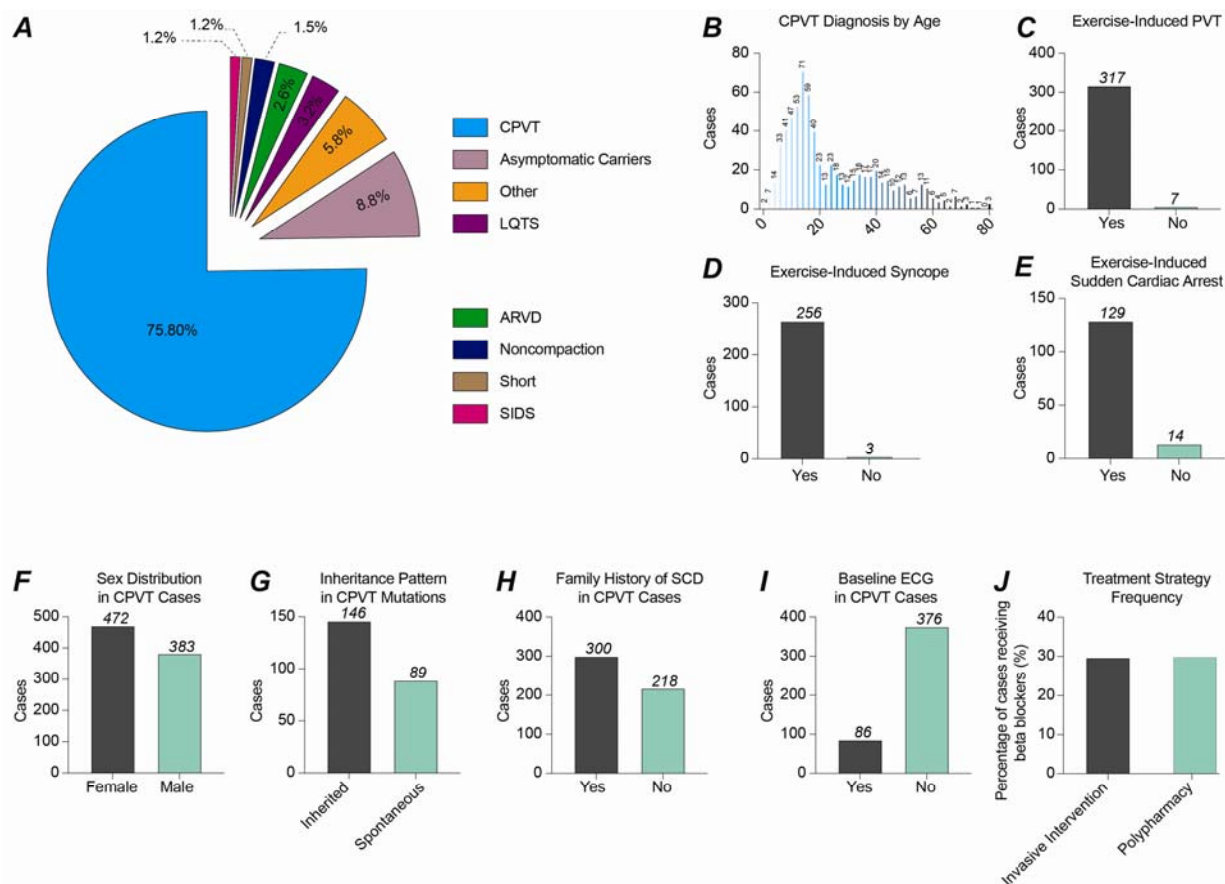 A
1.2%
1.2%
1.5%
2.6%
3.2%
5.8%
8.8%
75.80%
CPVT
Asymptomatic Carriers
Other
LQTS
ARVD
Noncompaction
Short
SIDS
B
CPVT Diagnosis by Age
Cases
80
60
40
20
0
2
7
14
33
41
47
53
71
59
40
23
13
23
18
13
12
20
13
11
0
20
40
60
80
C
Exercise-Induced PVT
Cases
400
300
200
100
0
317
7
Yes No
D
Exercise-Induced Syncope
Cases
300
200
100
0
256
3
Yes No
E
Exercise-Induced
Sudden Cardiac Arrest
Cases
150
100
50
0
129
14
Yes No
F
Sex Distribution
in CPVT Cases
Cases
500
400
300
200
100
0
472
383
Female Male
G
Inheritance Pattern
in CPVT Mutations
150
100
50
0
146
89
Inherited
Spontaneous
H
Family History of SCD
in CPVT Cases
Cases
400
300
200
100
0
300
218
Yes No
I
Baseline ECG
in CPVT Cases
Cases
400
300
200
100
0
86
376
Yes No
J
Treatment Strategy
Frequency
Percentage of cases receiving
beta blockers (%)
40
30
20
10
0
Invasive Intervention
Polypharmacy